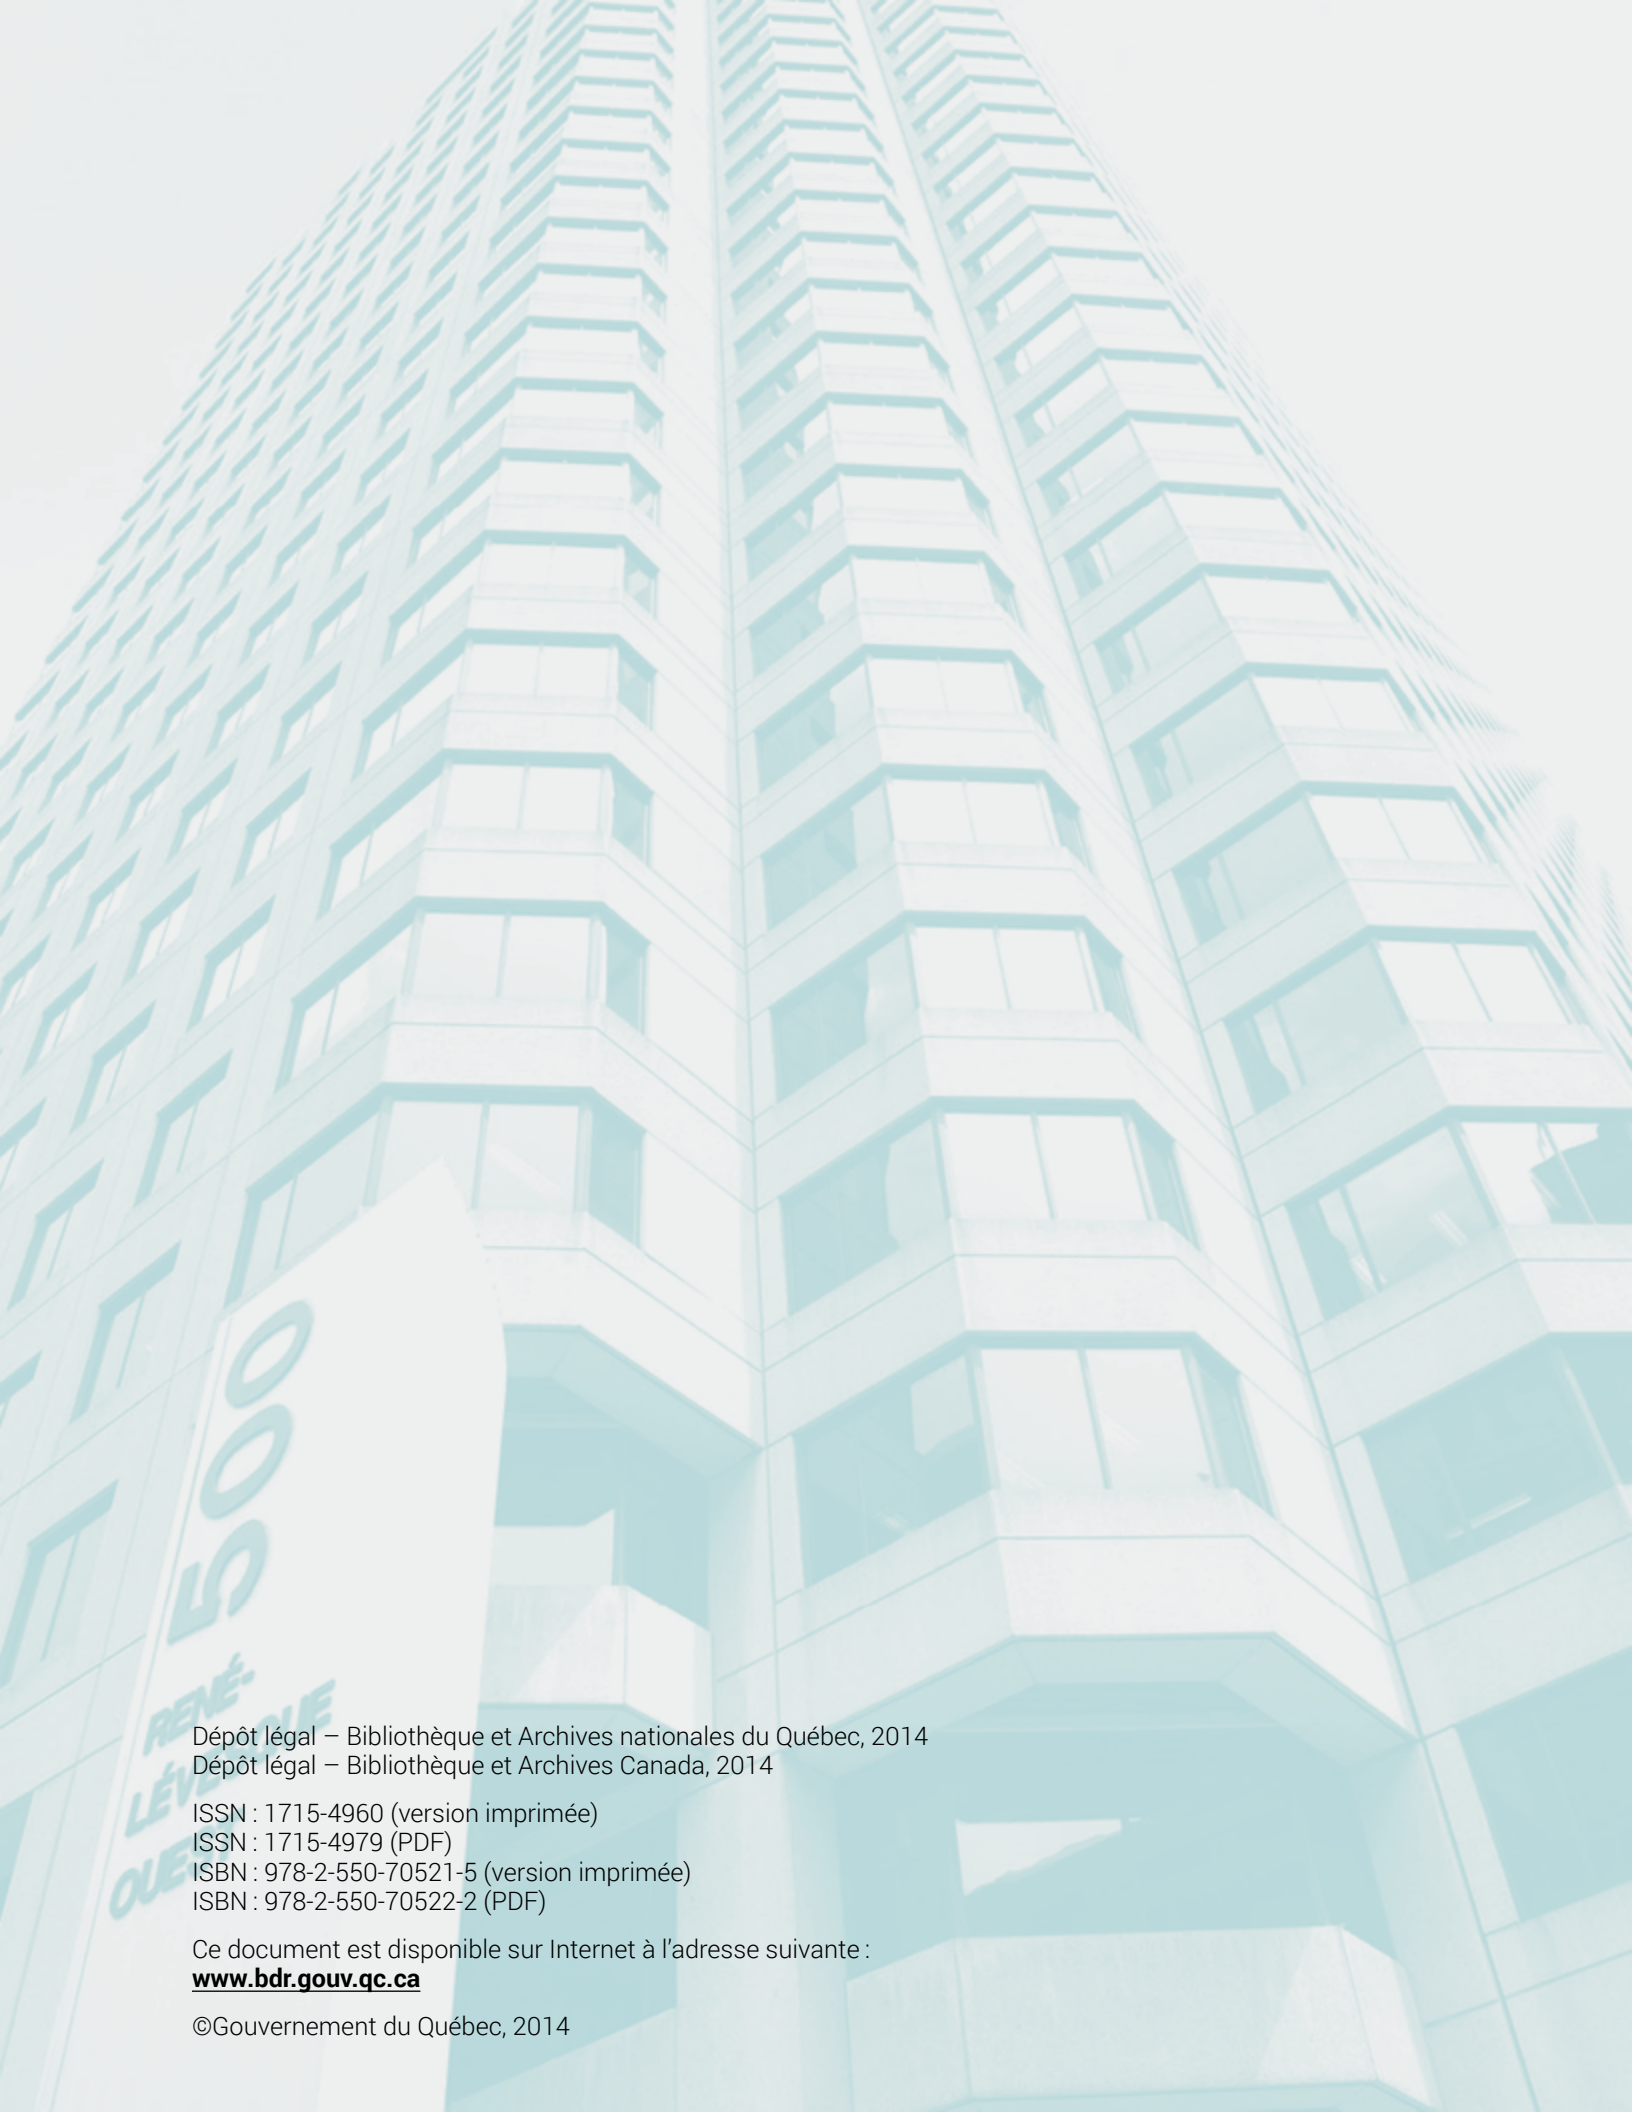 500
RENÉ-
LÉVESQUE
OUEST
Dépôt légal – Bibliothèque et Archives nationales du Québec, 2014
Dépôt légal – Bibliothèque et Archives Canada, 2014
ISSN : 1715-4960 (version imprimée)
ISSN : 1715-4979 (PDF)
ISBN : 978-2-550-70521-5 (version imprimée)
ISBN : 978-2-550-70522-2 (PDF)
Ce document est disponible sur Internet à l’adresse suivante :
www.bdr.gouv.qc.ca
©Gouvernement du Québec, 2014